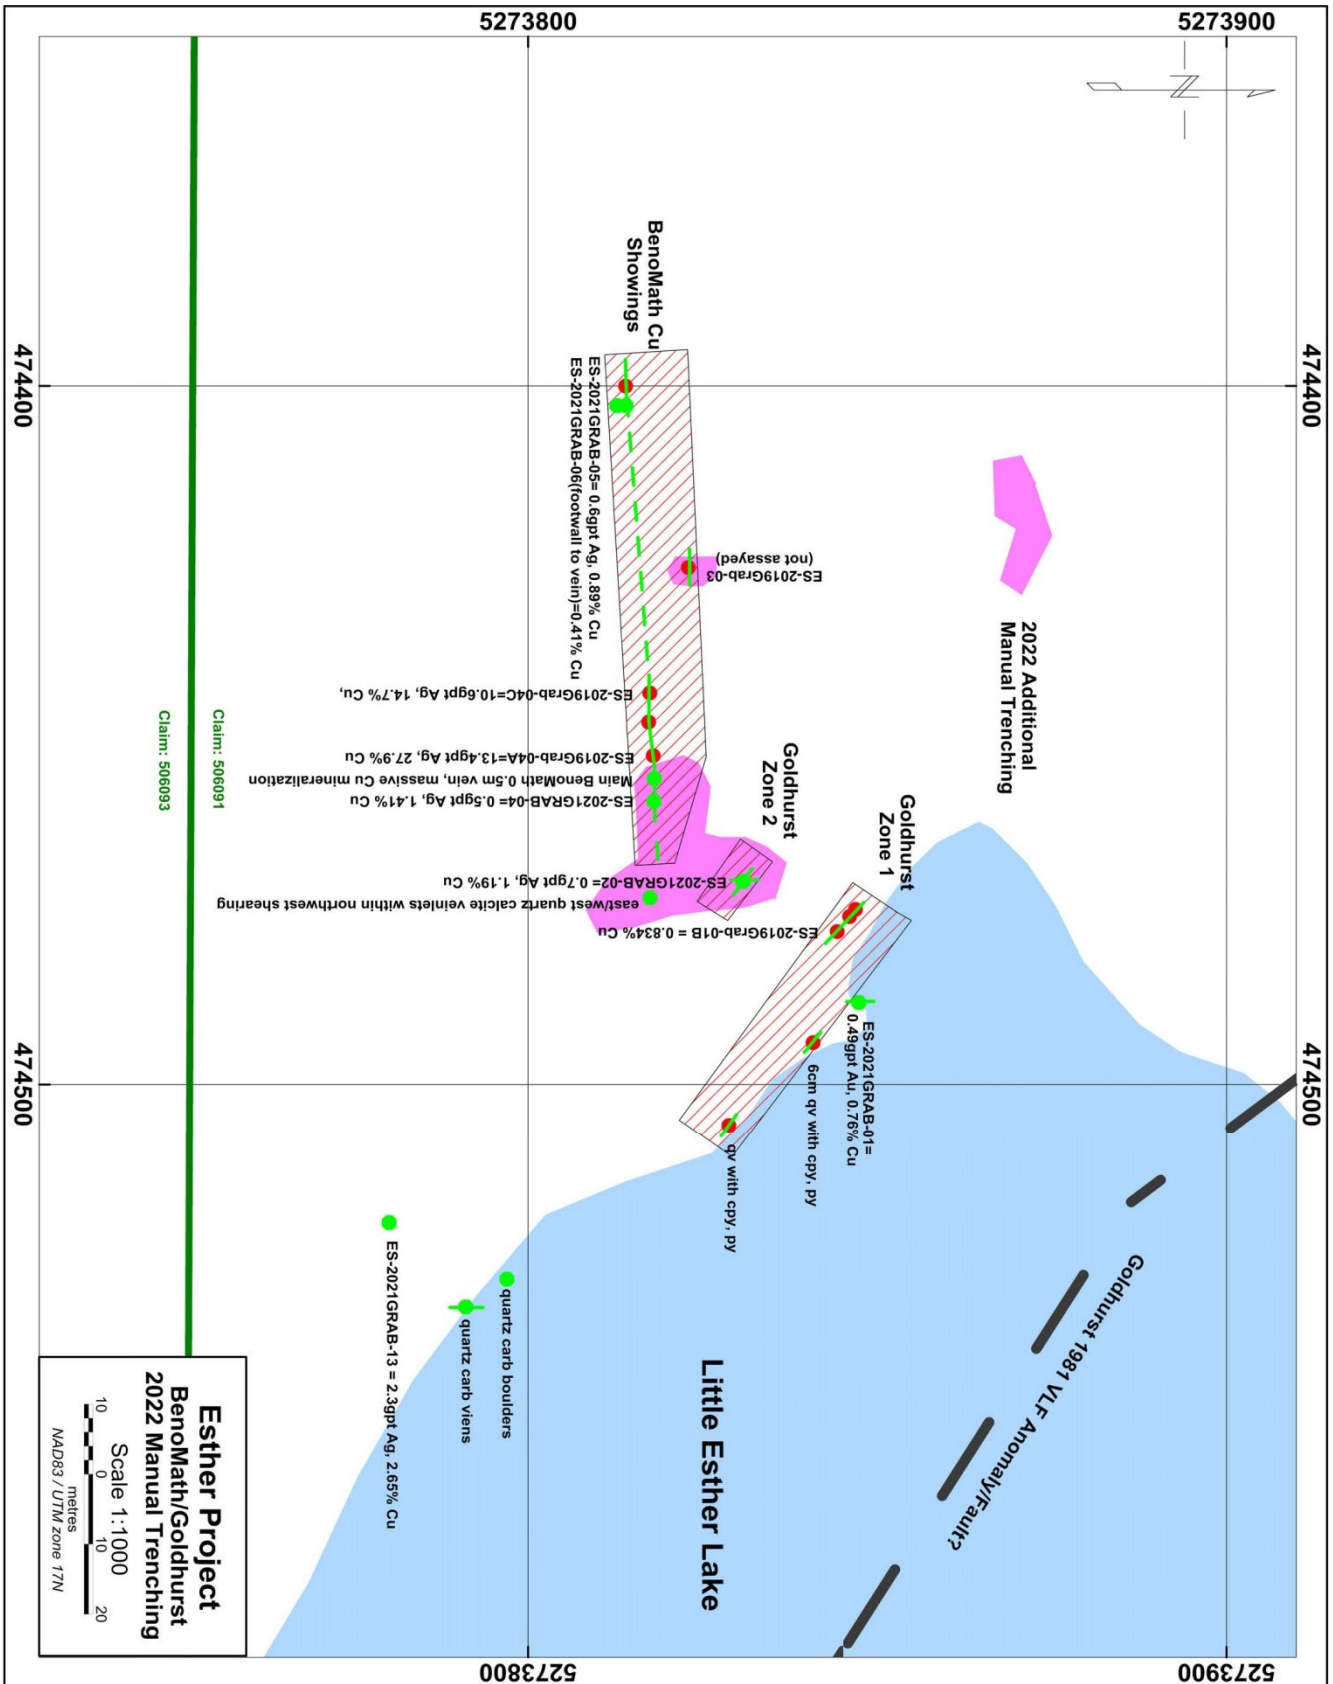 5273800
5273900
474400
474400
474500
474500
5273800
5273900
N
BenoMath Cu
Showings
ES-2021GRAB-05= 0.6gpt Ag, 0.89% Cu
ES-2021GRAB-06(footwall to vein)=0.41% Cu
ES-2019Grab-03
(not assayed)
2022 Additional
Manual Trenching
ES-2019Grab-04C=10.6gpt Ag, 14.7% Cu,
ES-2019Grab-04A=13.4gpt Ag, 27.9% Cu
Main BenoMath 0.5m vein, massive Cu mineralization
ES-2021GRAB-04= 0.5gpt Ag, 1.41% Cu
Goldhurst
Zone 2
ES-2021GRAB-02= 0.7gpt Ag, 1.19% Cu
east/west quartz calcite veinlets within northwest shearing
Goldhurst
Zone 1
ES-2019Grab-01B = 0.834% Cu
ES-2021GRAB-01=
0.49gpt Au, 0.76% Cu
6cm qv with cpy, py
qv with cpy, py
Goldhurst 1981 VLF Anomaly/Fault?
Little Esther Lake
quartz carb boulders
quartz carb viens
ES-2021GRAB-13 = 2.3gpt Ag, 2.65% Cu
Claim: 506091
Claim: 506093
Esther Project
BenoMath/Goldhurst
2022 Manual Trenching
Scale 1:1000
10 0 10 20
metres
NAD83 / UTM zone 17N